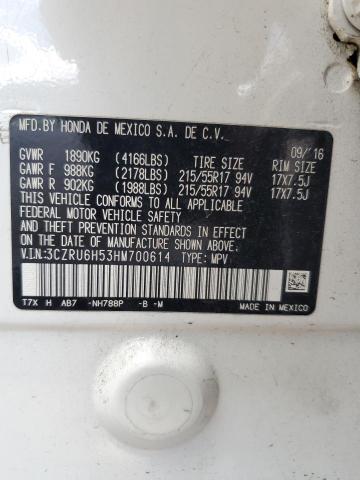 MFD.BY HONDA DE MEXICO S.A. DE C.V.
09/'16
GVWR 1890KG (4166LBS) TIRE SIZE RIM SIZE
GAWR F 988KG (2178LBS) 215/55R17 94V 17X7.5J
GAWR R 902KG (1988LBS) 215/55R17 94V 17X7.5J
THIS VEHICLE CONFORMS TO ALL APPLICABLE
FEDERAL MOTOR VEHICLE SAFETY AND THEFT
PREVENTION STANDARDS IN EFFECT ON THE DATE
OF MANUFACTURE SHOWN ABOVE.
V.I.N:3CZRU6H53HM700614 TYPE: MPV
T7X H AB7 -NH788P -B -M MADE IN MEXICO